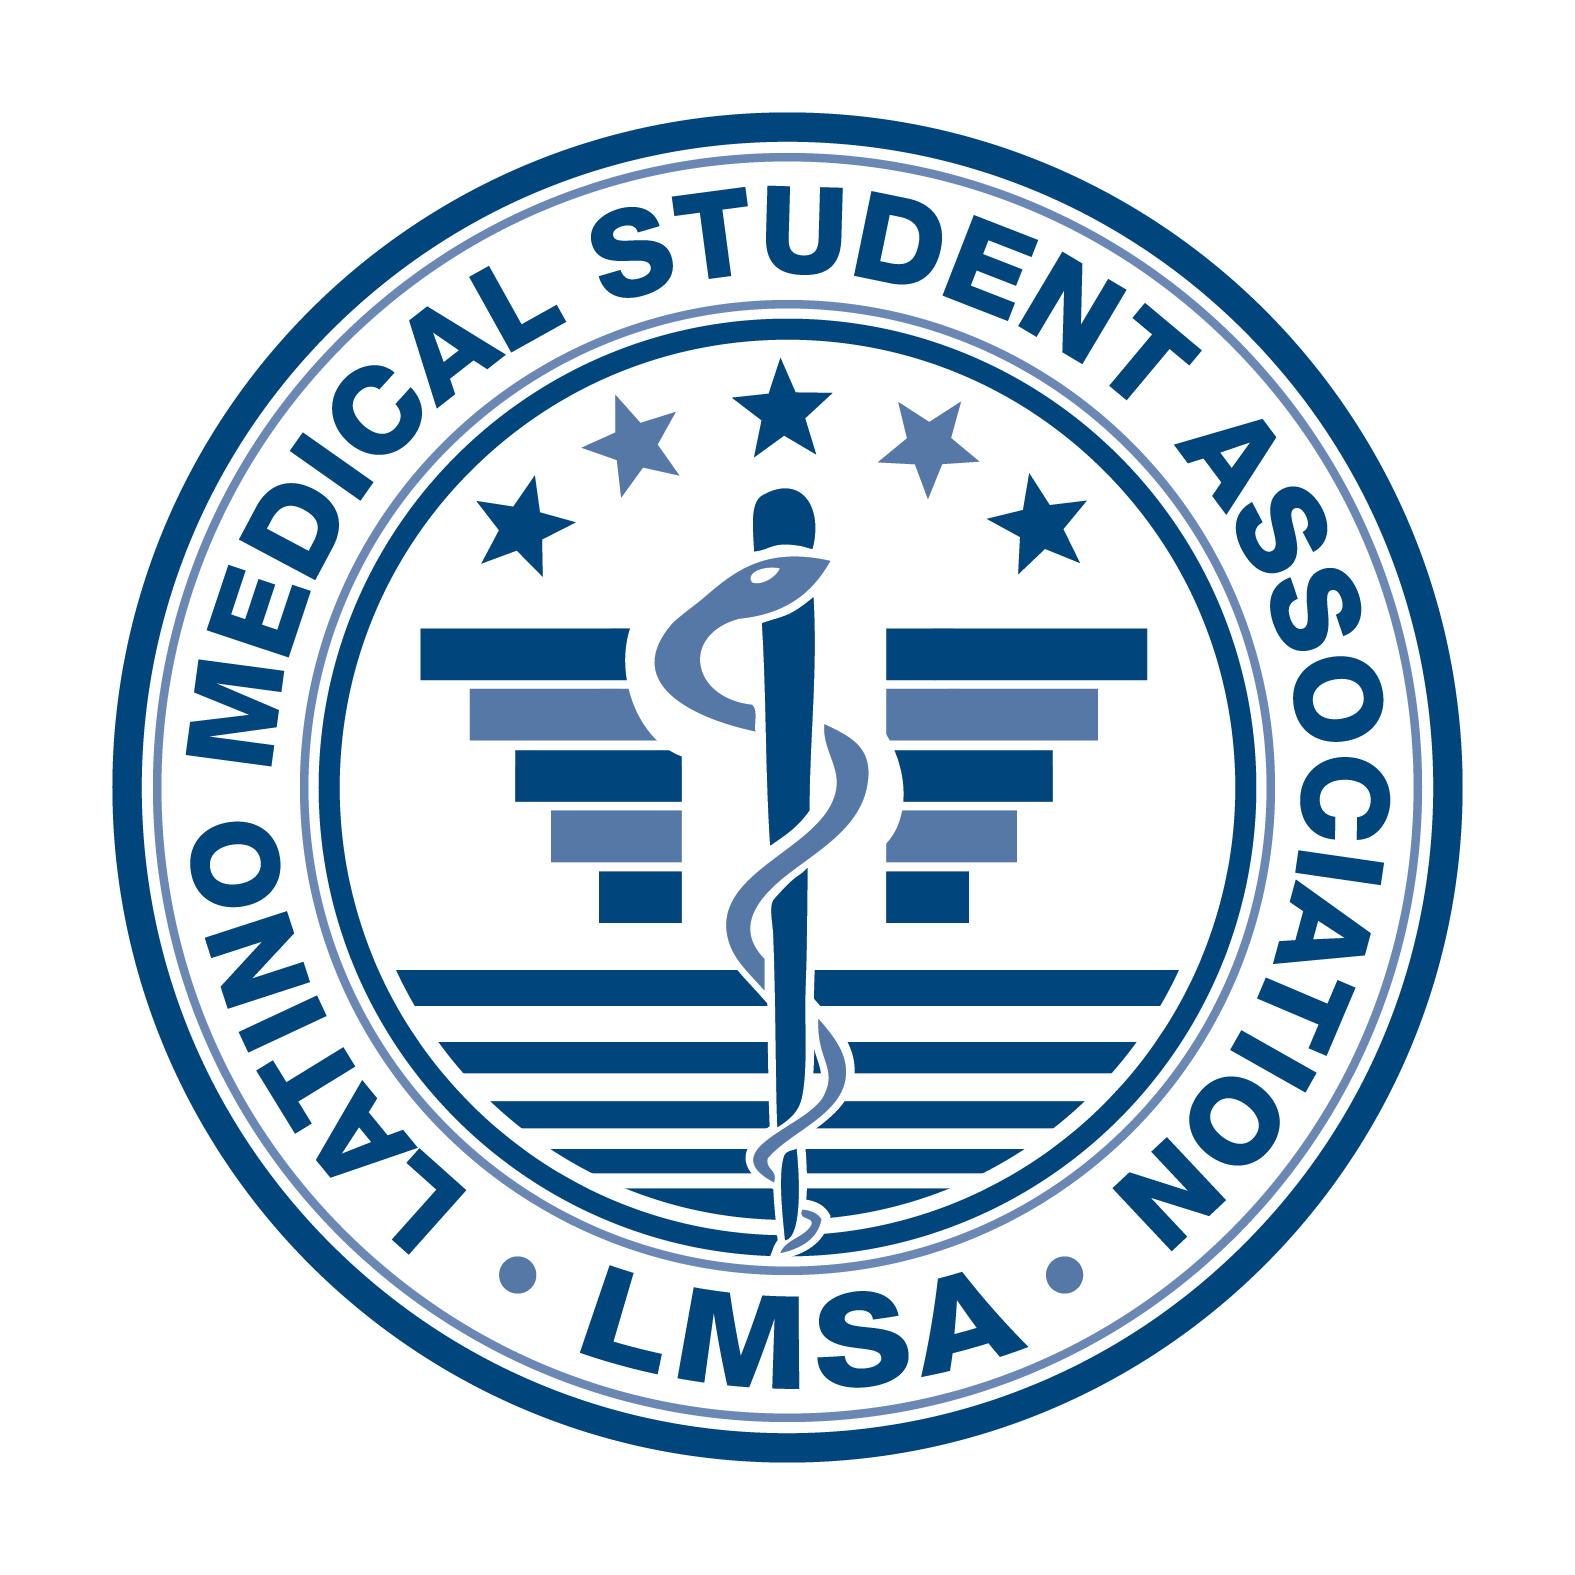 LATINO MEDICAL STUDENT ASSOCIATION
• LMSA •